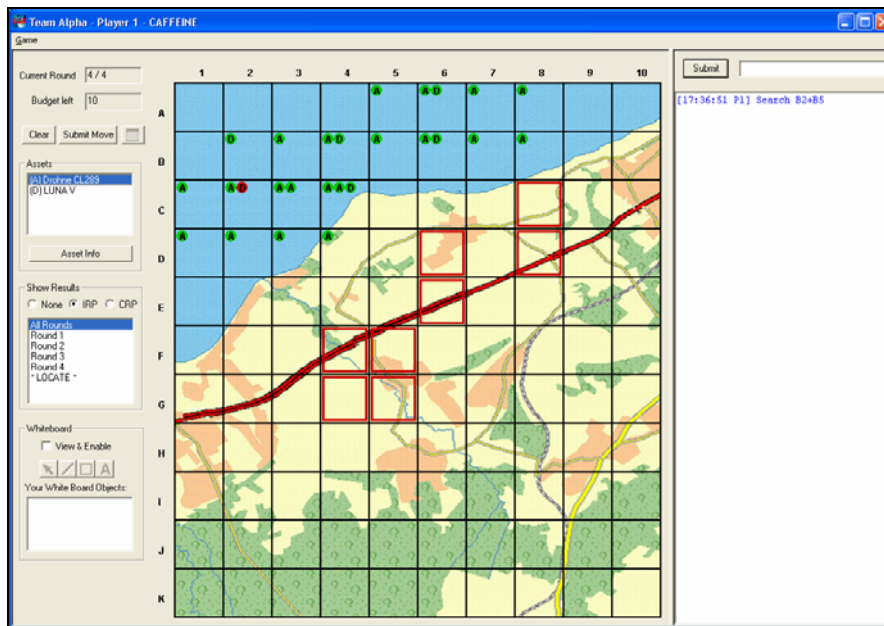 Team Alpha - Player 1 - CAFFEINE
Game
Current Round 4 / 4
Budget left 10
Clear Submit Move
Assets
(A) Drohne CL289
(D) LUNA V
Asset Info
Show Results
None IRP CRP
All Rounds
Round 1
Round 2
Round 3
Round 4
* LOCATE *
Whiteboard
View & Enable
A
Your White Board Objects:
1 2 3 4 5 6 7 8 9 10
A A A D A A
B D A A D A A D A A
C A A D A A A A D
D A A A A
E
F
G
H
I
J
K
Submit
[17:36:51 P1] Search B2+B5